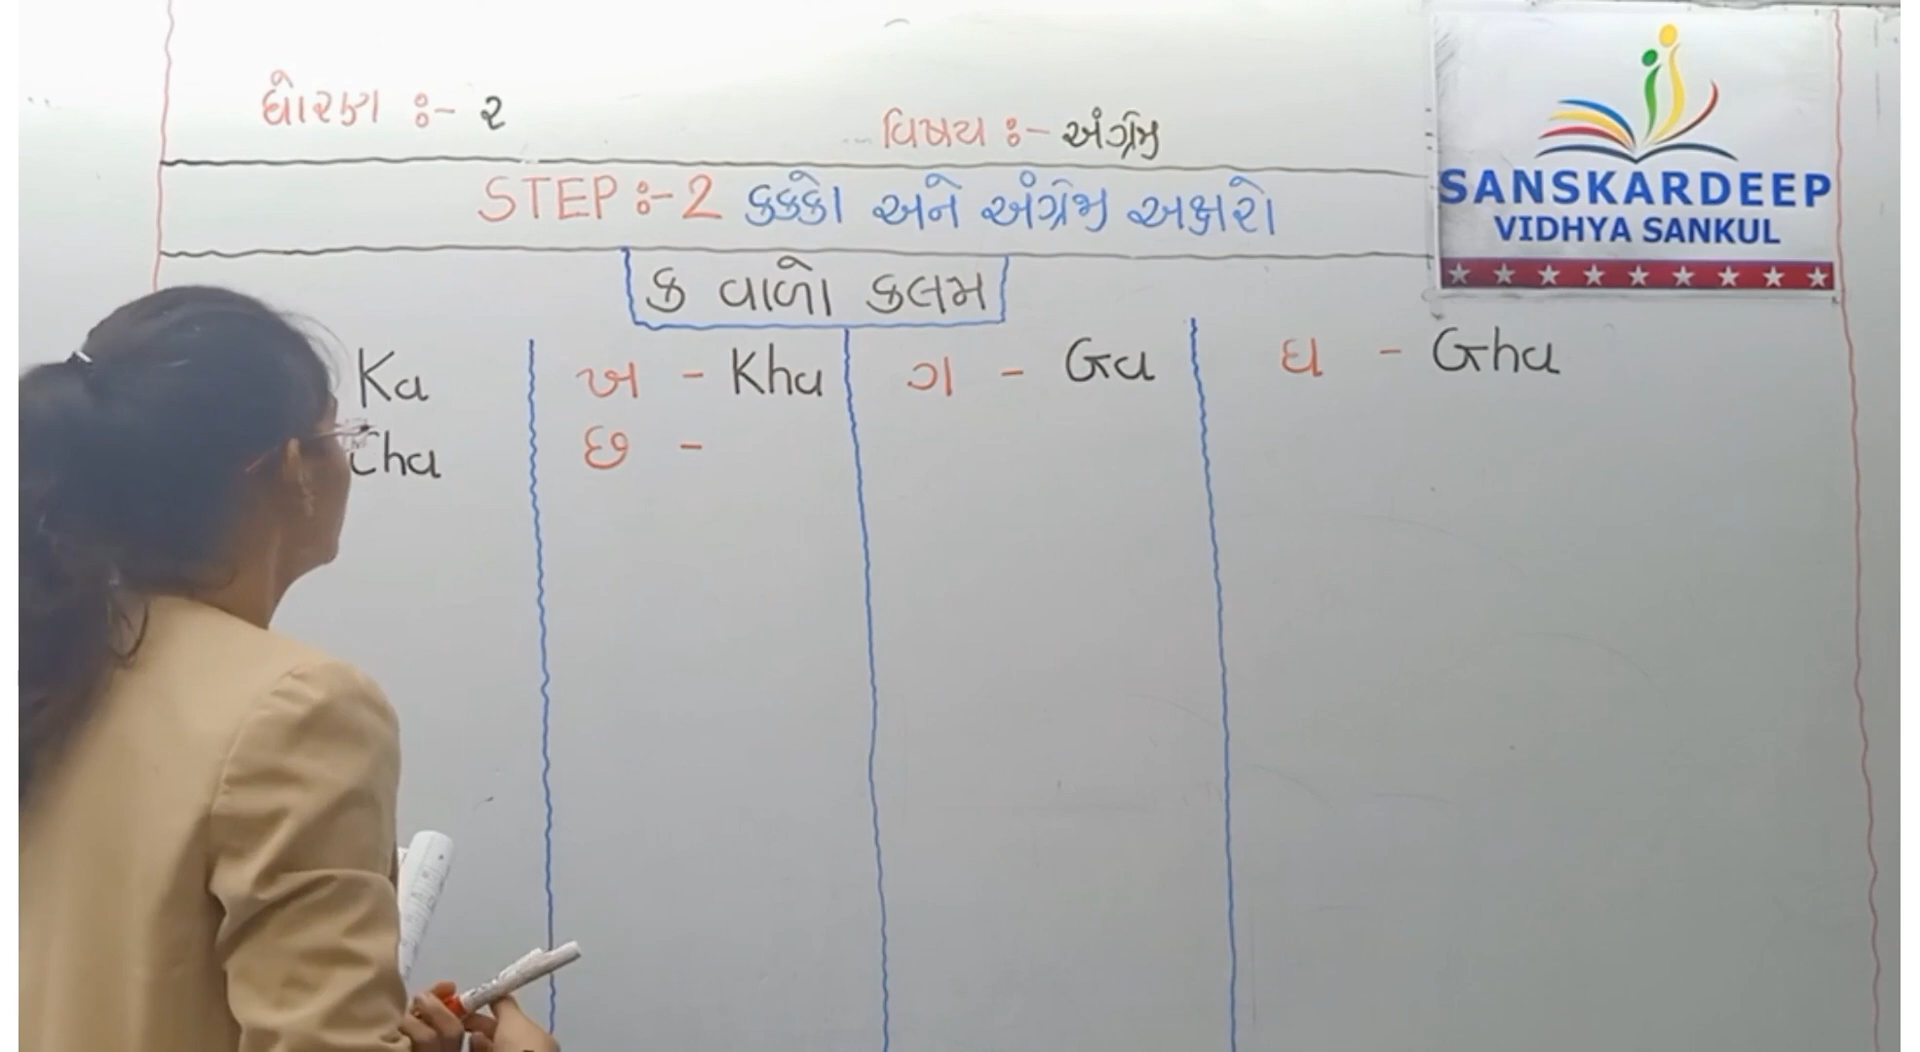 ધોરણ :- ૨
વિષય :- અંગ્રેજી
SANSKARDEEP
VIDHYA SANKUL
STEP :- 2 કક્કો અને અંગ્રેજી અક્ષરો
ક વાળો કલમ
Ka ખ - Kha ગ - Ga ઘ - Gha
Cha છ -